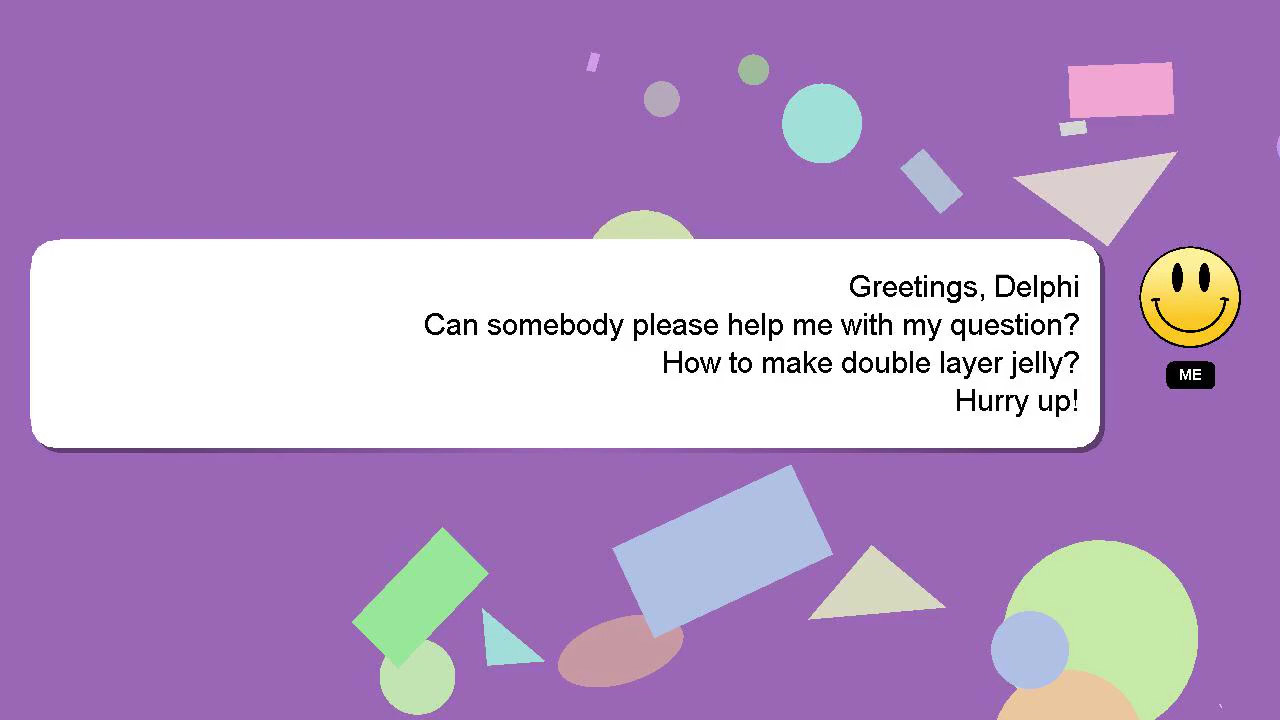 Greetings, Delphi
Can somebody please help me with my question?
How to make double layer jelly?
Hurry up!
ME